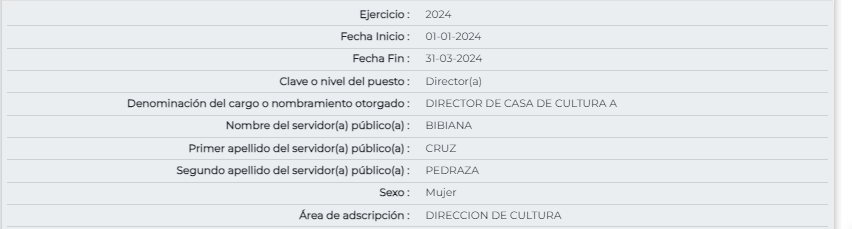 Ejercicio : 2024
Fecha Inicio : 01-01-2024
Fecha Fin : 31-03-2024
Clave o nivel del puesto : Director(a)
Denominación del cargo o nombramiento otorgado : DIRECTOR DE CASA DE CULTURA A
Nombre del servidor(a) público(a) : BIBIANA
Primer apellido del servidor(a) público(a) : CRUZ
Segundo apellido del servidor(a) público(a) : PEDRAZA
Sexo : Mujer
Área de adscripción : DIRECCION DE CULTURA